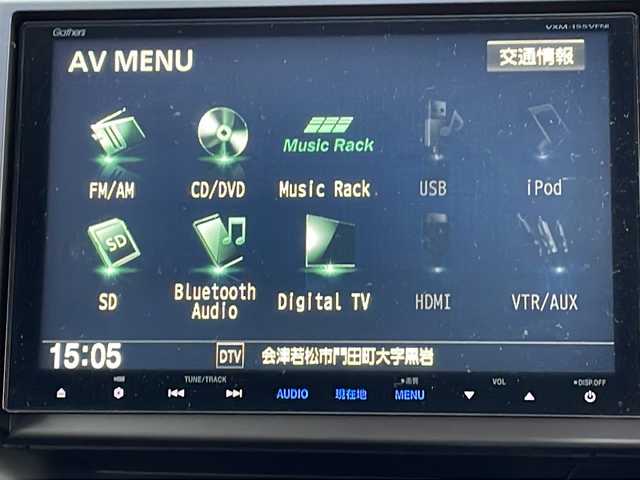 Gathers VXM-155VFNi
AV MENU 交通情報
Music Rack
FM/AM CD/DVD Music Rack USB iPod
SD
SD Bluetooth Audio Digital TV HDMI VTR/AUX
15:05 DTV 会津若松市門田町大字黒岩
TUNE/TRACK 画質 VOL DISP.OFF
AUDIO 現在地 MENU